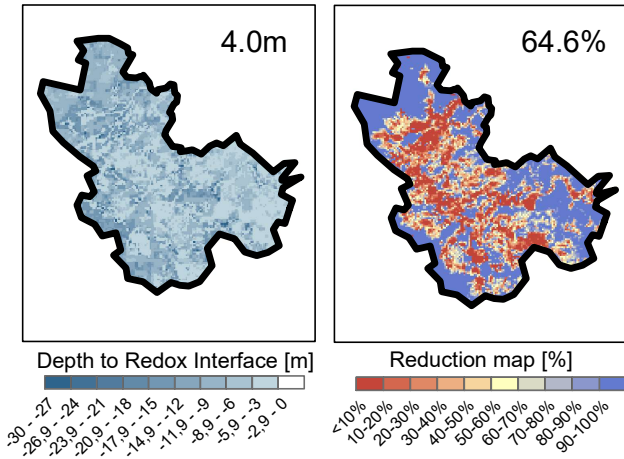 4.0m
64.6%
Depth to Redox Interface [m]
-30 - -27
-26,9 - -24
-23,9 - -21
-20,9 - -18
-17,9 - -15
-14,9 - -12
-11,9 - -9
-8,9 - -6
-5,9 - -3
-2,9 - 0
Reduction map [%]
<10%
10-20%
20-30%
30-40%
40-50%
50-60%
60-70%
70-80%
80-90%
90-100%